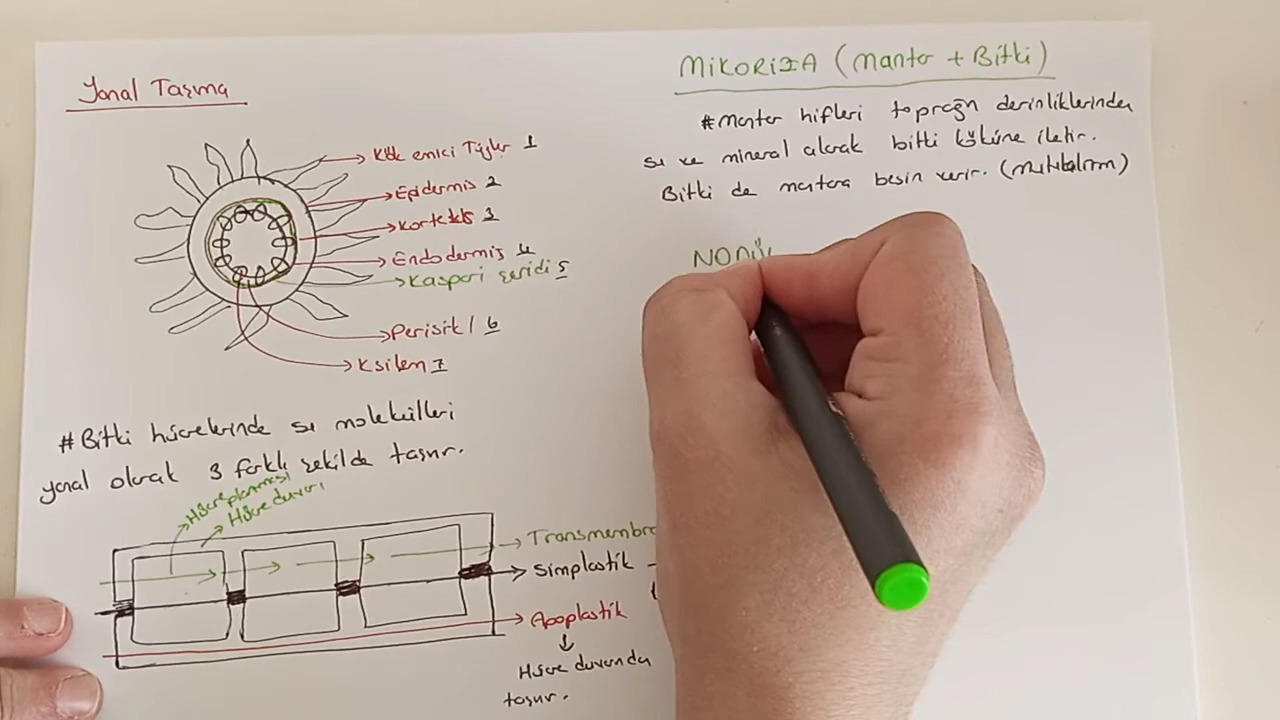 Yanal Taşıma
Kök emici Tüyler 1
Epidermis 2
Korteks 3
Endodermis 4
Kaspari şeridi 5
Perisikl 6
Ksilem 7
# Bitki hücrelerinde su molekülleri
yanal olarak 3 farklı şekilde taşınır.
Hücre plazması
Hücre duvarı
Transmembra
Simplastik
Apoplastik
Hücre duvarında
taşınır.
MİKORİZA (Mantar + Bitki)
# Mantar hifleri toprağın derinliklerinden
su ve mineral alarak bitki köküne iletir.
Bitki de mantara besin verir. (Mutualizm)
NODÜL